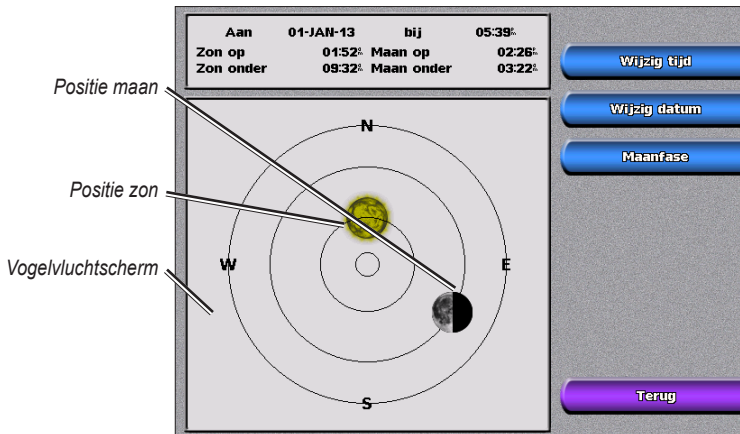 Aan 01-JAN-13 bij 05:39
Zon op 01:52 Maan op 02:26
Zon onder 09:32 Maan onder 03:22
Wijzig tijd
Wijzig datum
Maanfase
Positie maan
Positie zon
Vogelvluchtscherm
N
W
E
S
Terug